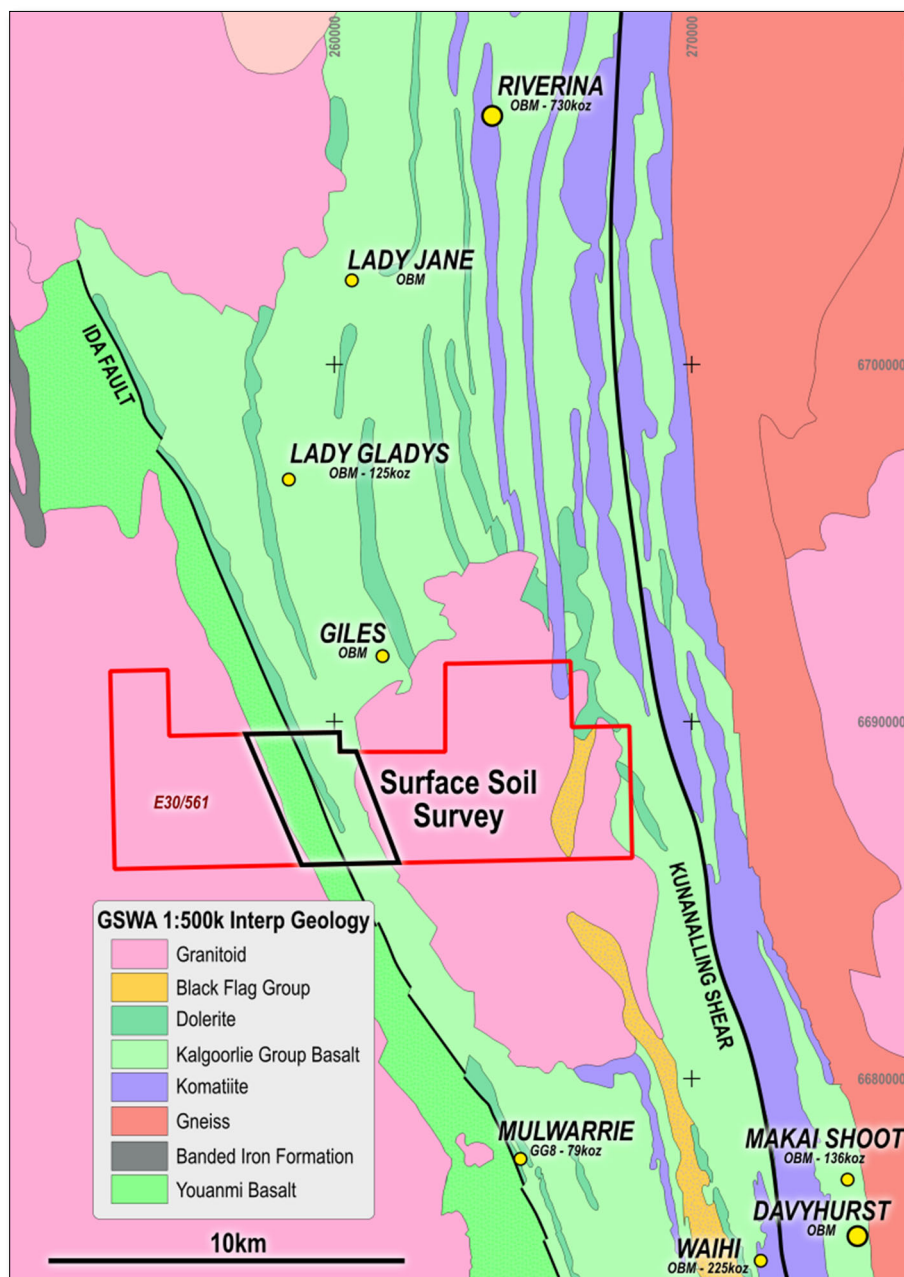 260000
270000
RIVERINA
OBM - 730koz
LADY JANE
OBM
IDA FAULT
6700000
LADY GLADYS
OBM - 125koz
GILES
OBM
6690000
Surface Soil
Survey
E30/561
KUNANALLING SHEAR
GSWA 1:500k Interp Geology
Granitoid
Black Flag Group
Dolerite
Kalgoorlie Group Basalt
Komatiite
Gneiss
Banded Iron Formation
Youanmi Basalt
6680000
MULWARRIE
GG8 - 79koz
MAKAI SHOOT
OBM - 136koz
DAVYHURST
OBM
WAIHI
OBM - 225koz
10km